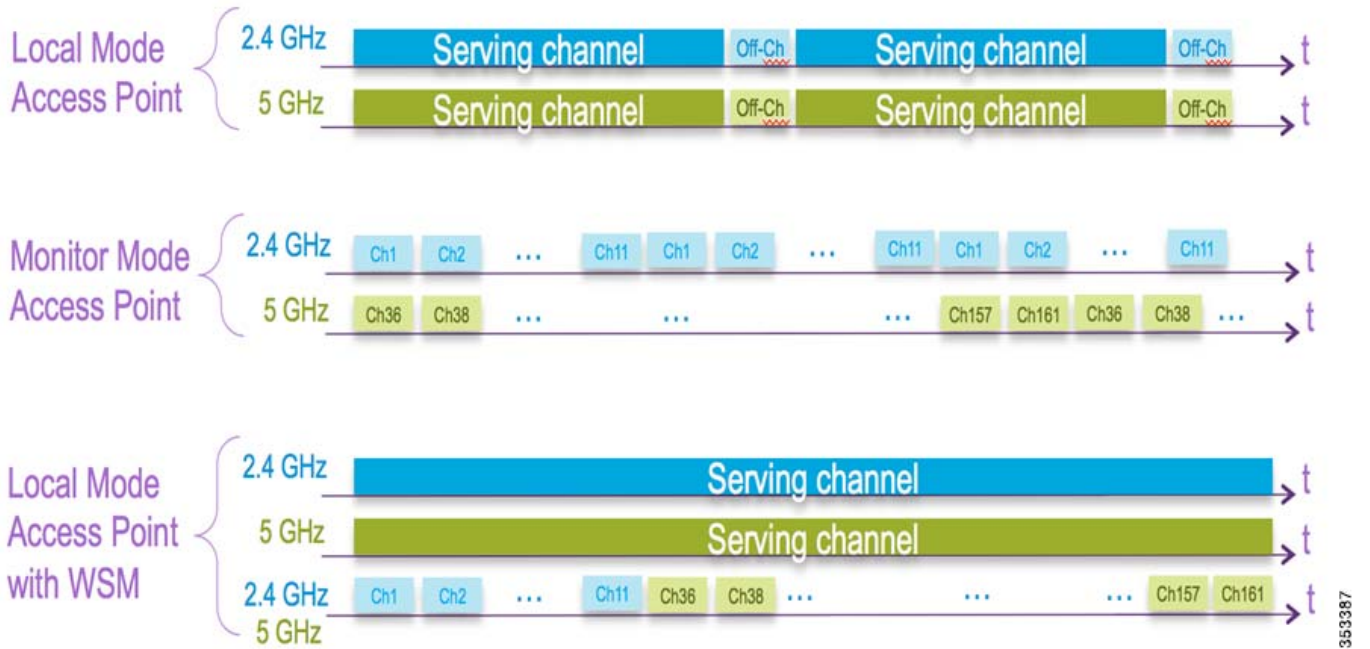 Local Mode
Access Point
2.4 GHz
Serving channel Off-Ch Serving channel Off-Ch t
5 GHz
Serving channel Off-Ch Serving channel Off-Ch t
Monitor Mode
Access Point
2.4 GHz
Ch1 Ch2 ... Ch11 Ch1 Ch2 ... Ch11 Ch1 Ch2 ... Ch11 t
5 GHz
Ch36 Ch38 ... ... ... Ch157 Ch161 Ch36 Ch38 ... t
Local Mode
Access Point
with WSM
2.4 GHz
Serving channel t
5 GHz
Serving channel t
2.4 GHz
5 GHz
Ch1 Ch2 ... Ch11 Ch36 Ch38 ... ... ... Ch157 Ch161 t
353387